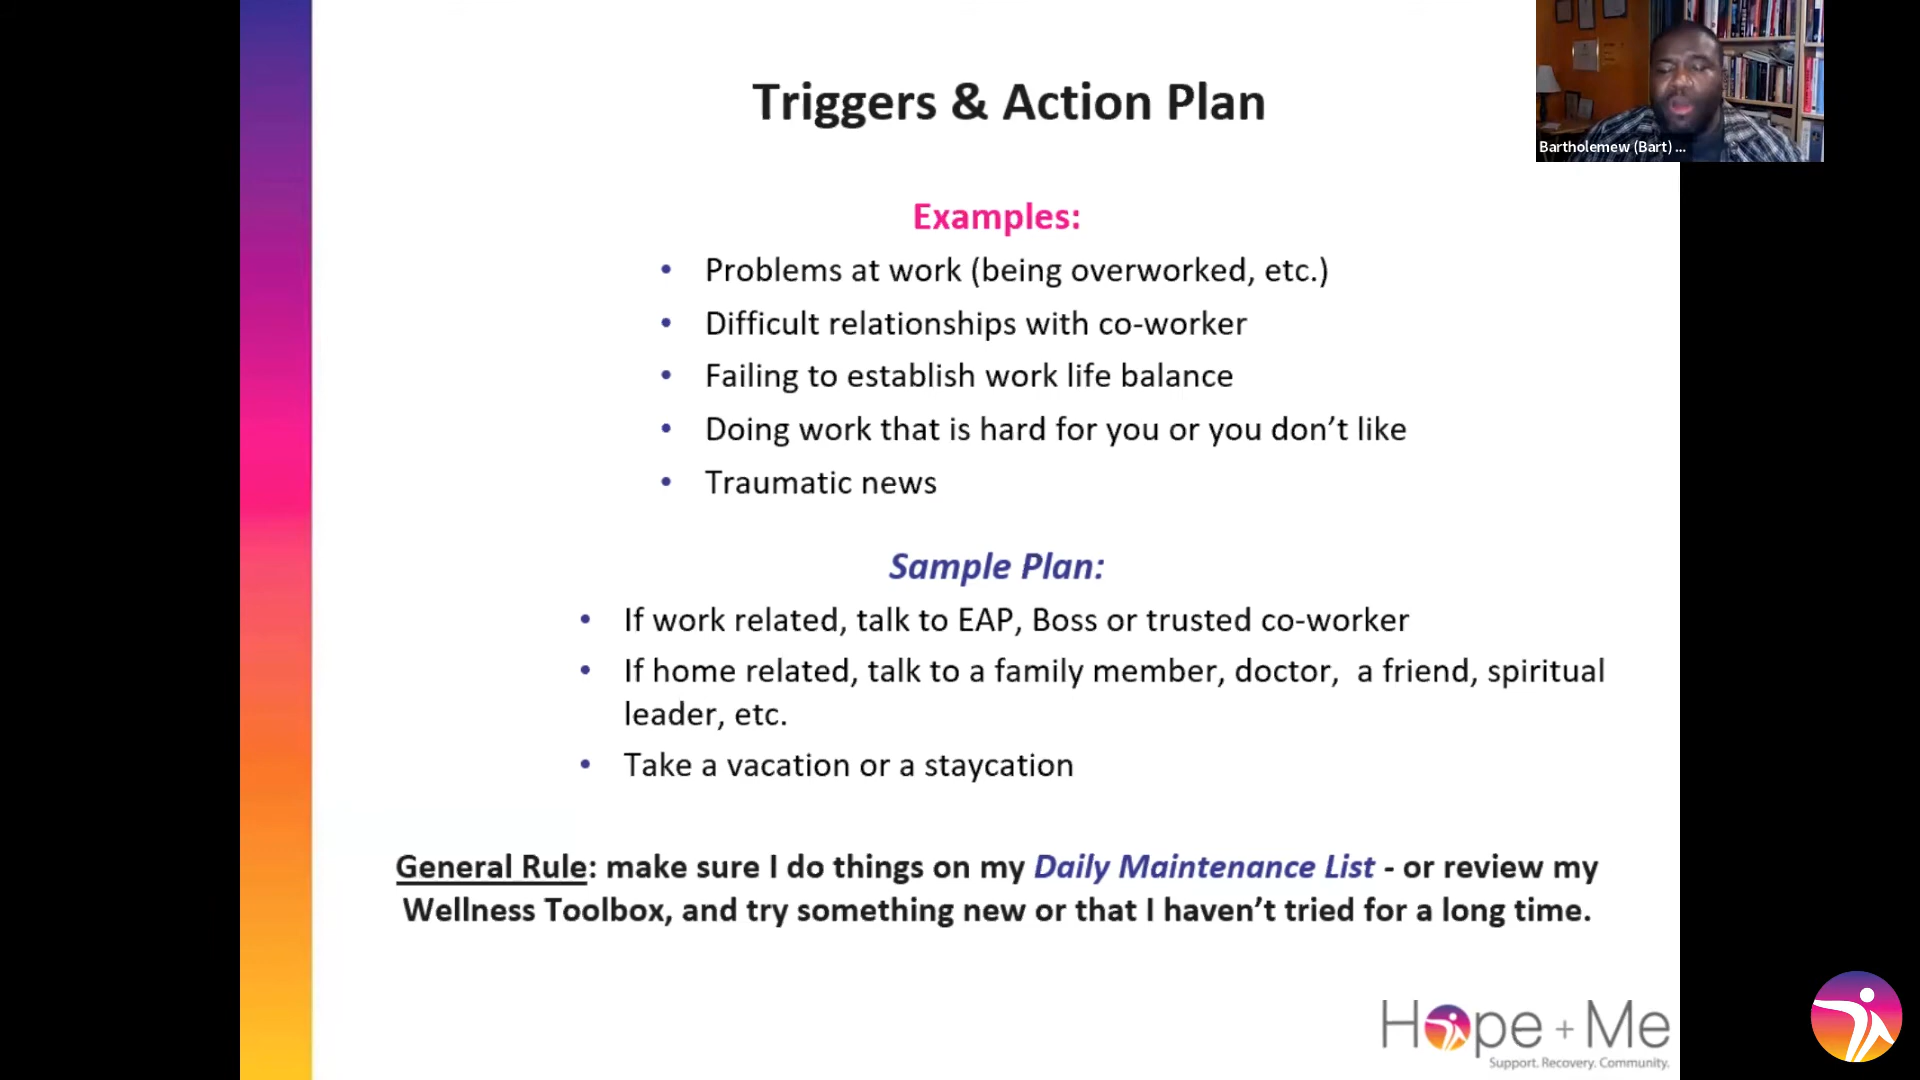 Triggers & Action Plan
Bartholemew (Bart) ...
Examples:
• Problems at work (being overworked, etc.)
• Difficult relationships with co-worker
• Failing to establish work life balance
• Doing work that is hard for you or you don’t like
• Traumatic news
Sample Plan:
• If work related, talk to EAP, Boss or trusted co-worker
• If home related, talk to a family member, doctor,  a friend, spiritual
leader, etc.
• Take a vacation or a staycation
General Rule: make sure I do things on my Daily Maintenance List - or review my
Wellness Toolbox, and try something new or that I haven’t tried for a long time.
Hope + Me
Support. Recovery. Community.